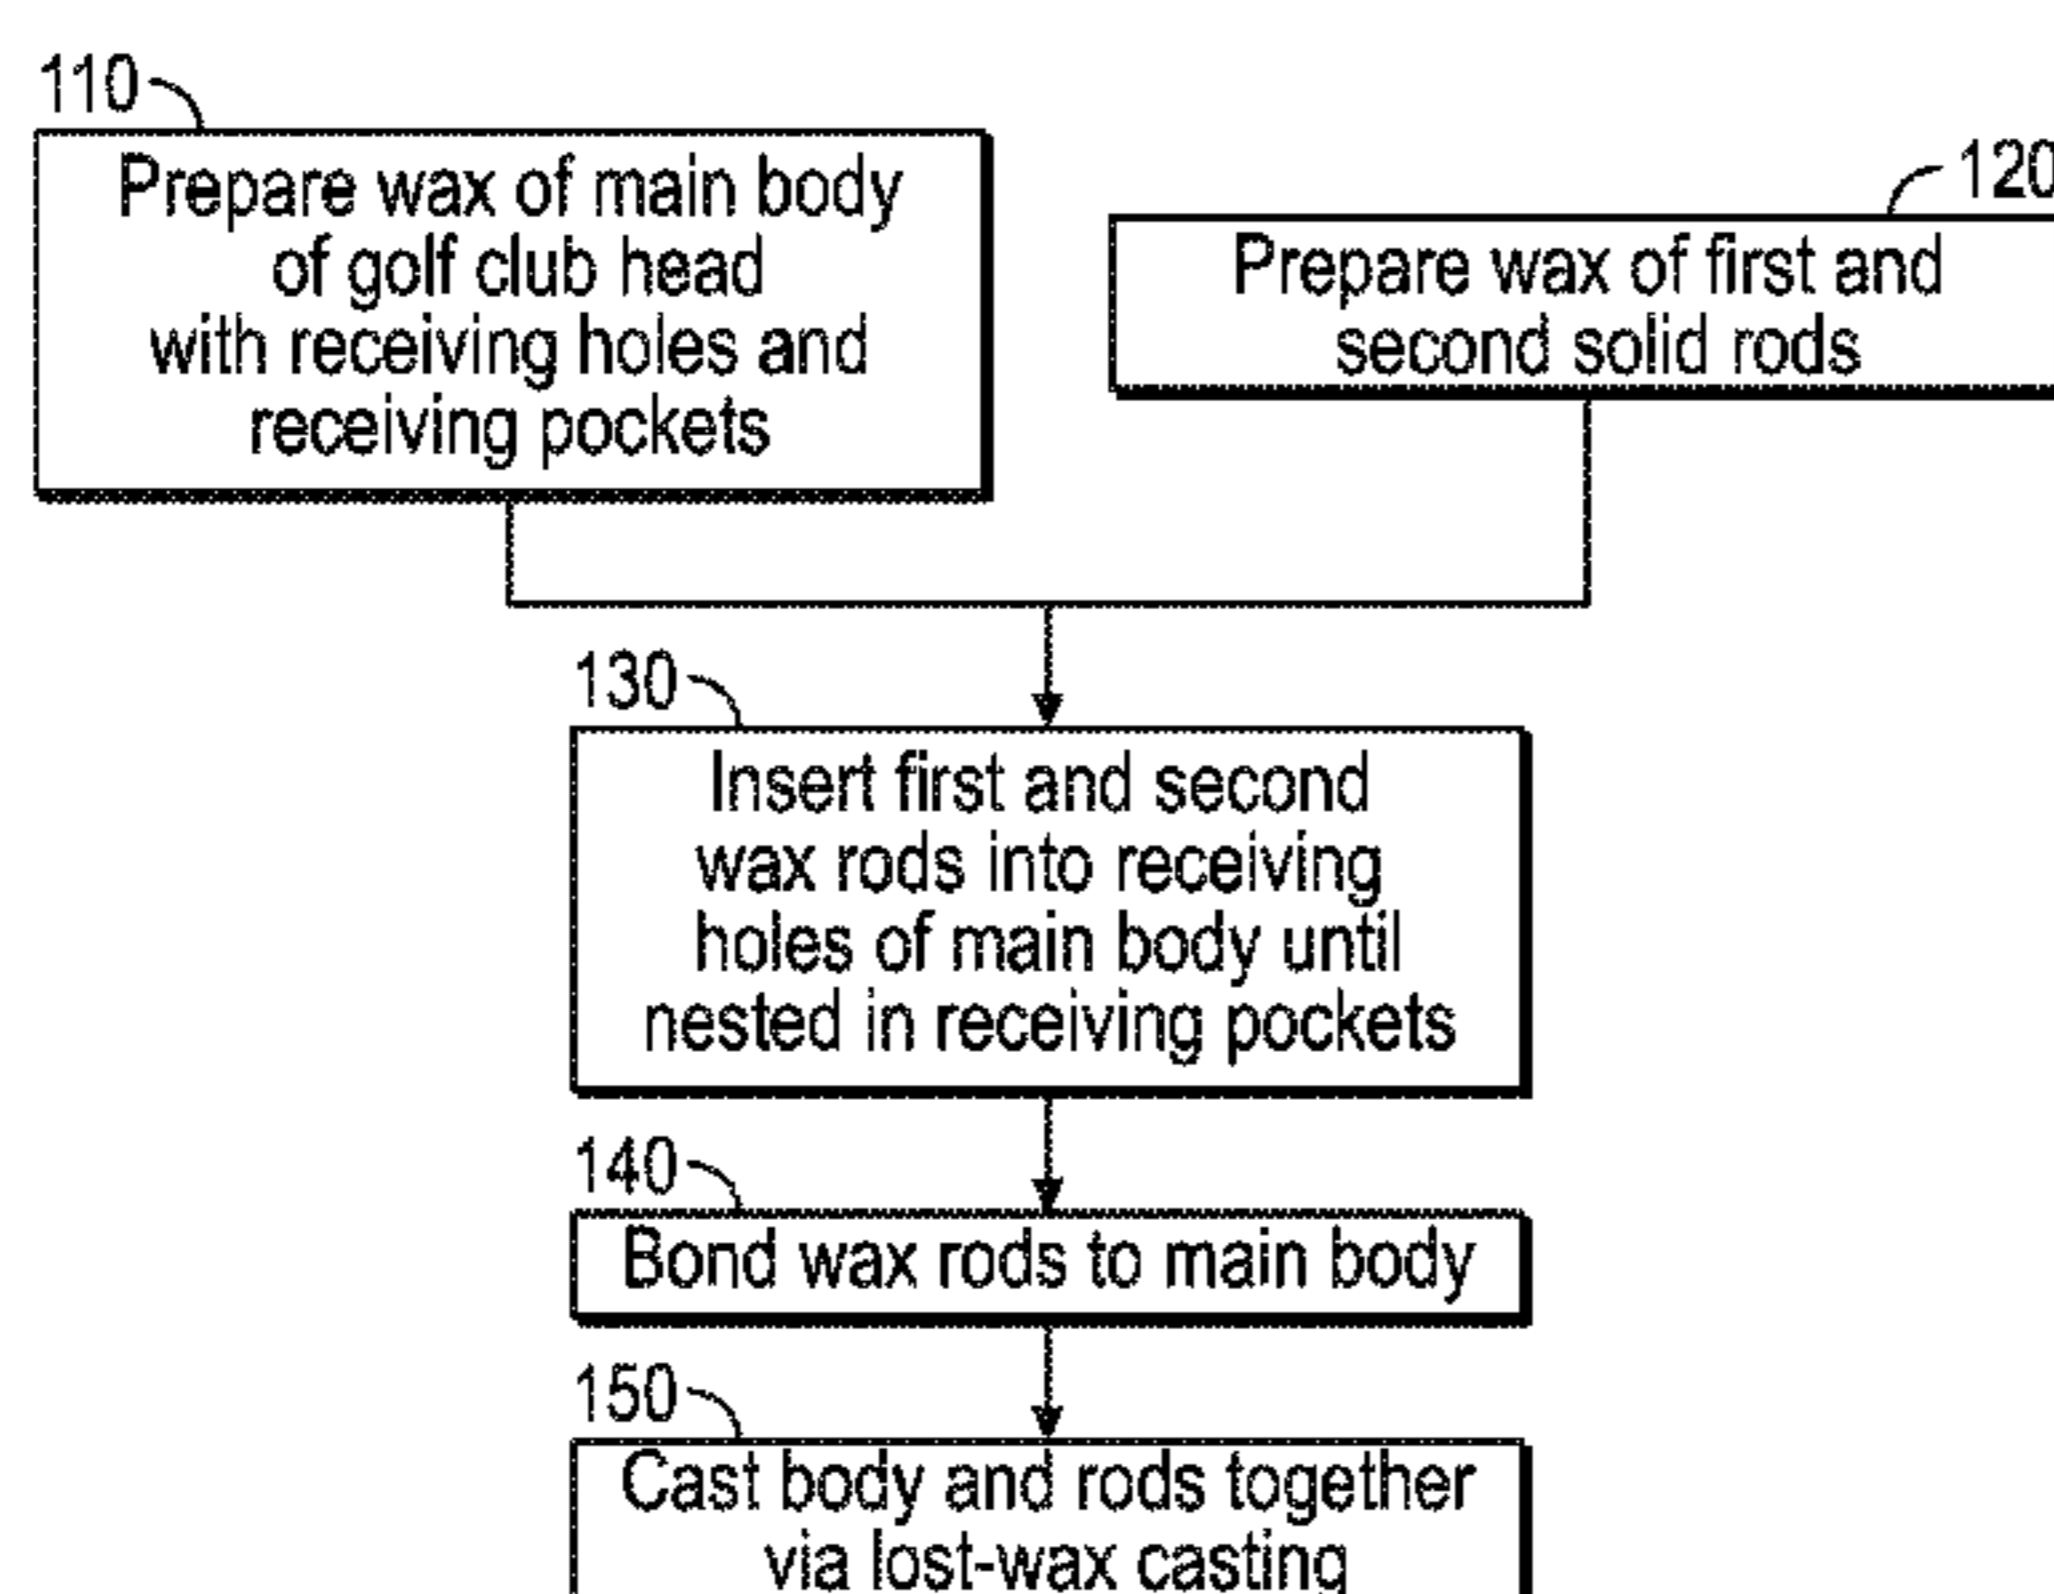 110
Prepare wax of main body
of golf club head
with receiving holes and
receiving pockets
120
Prepare wax of first and
second solid rods
130
Insert first and second
wax rods into receiving
holes of main body until
nested in receiving pockets
140
Bond wax rods to main body
150
Cast body and rods together
via lost-wax casting